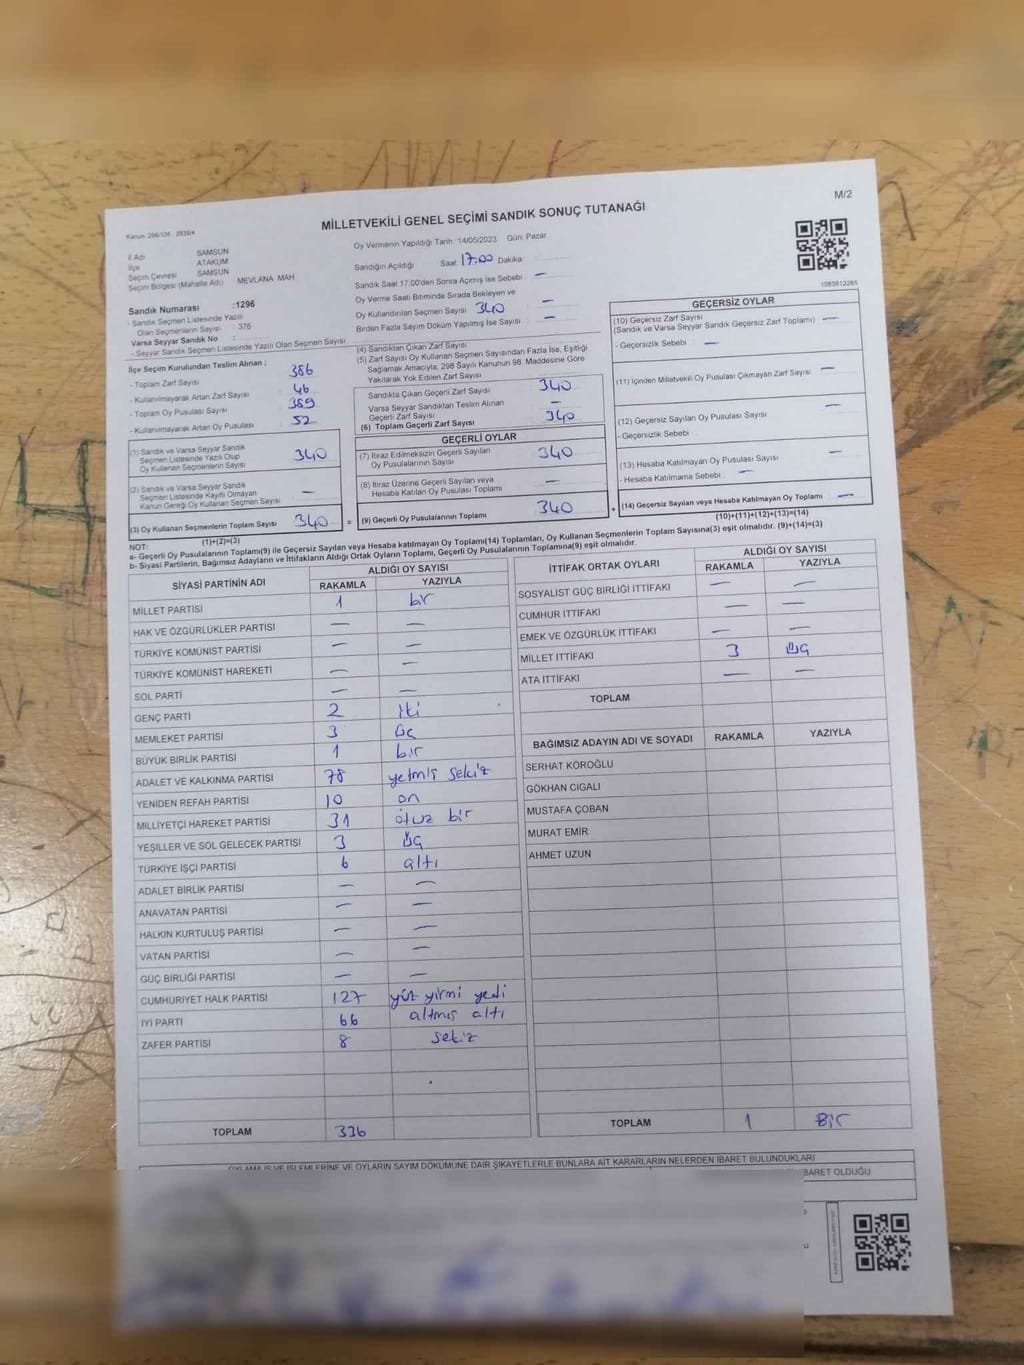 M/2
MİLLETVEKİLİ GENEL SEÇİMİ SANDIK SONUÇ TUTANAĞI
İl Adı SAMSUN
İlçe ATAKUM
Seçim Çevresi SAMSUN
Seçim Bölgesi (Mahalle Adı) MEVLANA MAH
Sandık Numarası :1296
- Sandık Seçmen Listesinde Yazılı
Olan Seçmenlerin Sayısı : 376
Varsa Seyyar Sandık No :
- Seyyar Sandık Seçmen Listesinde Yazılı Olan Seçmen Sayısı
İlçe Seçim Kurulundan Teslim Alınan ;
- Toplam Zarf Sayısı 386
- Kullanılmayarak Artan Zarf Sayısı 46
- Toplam Oy Pusulası Sayısı 389
- Kullanılmayarak Artan Oy Pusulası 52
(1) Sandık ve Varsa Seyyar Sandık
Seçmen Listesinde Yazılı Olup
Oy Kullanan Seçmenlerin Sayısı 340
(2) Sandık ve Varsa Seyyar Sandık
Seçmen Listesinde Kayıtlı Olmayan
Kanun Gereği Oy Kullanan Seçmen Sayısı —
(3) Oy Kullanan Seçmenlerin Toplam Sayısı 340
(1)+(2)=(3)
Oy Vermenin Yapıldığı Tarih :14/05/2023 Gün: Pazar
Sandığın Açıldığı Saat: 17:00 Dakika:
Sandık Saat 17.00'den Sonra Açılmış İse Sebebi : —
Oy Verme Saati Bitiminde Sırada Bekleyen ve
Oy Kullandırılan Seçmen Sayısı 340 —
Birden Fazla Sayım Döküm Yapılmış İse Sayısı : —
(4) Sandıktan Çıkan Zarf Sayısı —
(5) Zarf Sayısı Oy Kullanan Seçmen Sayısından Fazla İse, Eşitliği
Sağlamak Amacıyla, 298 Sayılı Kanunun 98. Maddesine Göre
Yakılarak Yok Edilen Zarf Sayısı
Sandıkta Çıkan Geçerli Zarf Sayısı 340
Varsa Seyyar Sandıktan Teslim Alınan
Geçerli Zarf Sayısı —
(6) Toplam Geçerli Zarf Sayısı 340
GEÇERLİ OYLAR
(7) İtiraz Edilmeksizin Geçerli Sayılan
Oy Pusulalarının Sayısı 340
(8) İtiraz Üzerine Geçerli Sayılan veya
Hesaba Katılan Oy Pusulası Toplamı —
= (9) Geçerli Oy Pusulalarının Toplamı 340
1083812265
GEÇERSİZ OYLAR
(10) Geçersiz Zarf Sayısı —
(Sandık ve Varsa Seyyar Sandık Geçersiz Zarf Toplamı)
- Geçersizlik Sebebi : —
(11) İçinden Milletvekili Oy Pusulası Çıkmayan Zarf Sayısı —
(12) Geçersiz Sayılan Oy Pusulası Sayısı —
- Geçersizlik Sebebi
(13) Hesaba Katılmayan Oy Pusulası Sayısı —
- Hesaba Katılmama Sebebi —
+ (14) Geçersiz Sayılan veya Hesaba Katılmayan Oy Toplamı —
(10)+(11)+(12)+(13)=(14)
NOT:
a- Geçerli Oy Pusulalarının Toplamı(9) ile Geçersiz Sayılan veya Hesaba katılmayan Oy Toplamı(14) Toplamları, Oy Kullanan Seçmenlerin Toplam Sayısına(3) eşit olmalıdır. (9)+(14)=(3)
b- Siyasi Partilerin, Bağımsız Adayların ve İttifakların Aldığı Ortak Oyların Toplamı, Geçerli Oy Pusulalarının Toplamına(9) eşit olmalıdır.
SİYASİ PARTİNİN ADI ALDIĞI OY SAYISI
RAKAMLA YAZIYLA
MİLLET PARTİSİ 1 bir
HAK VE ÖZGÜRLÜKLER PARTİSİ — —
TÜRKİYE KOMÜNİST PARTİSİ — —
TÜRKİYE KOMÜNİST HAREKETİ — —
SOL PARTİ — —
GENÇ PARTİ 2 iki
MEMLEKET PARTİSİ 3 üç
BÜYÜK BİRLİK PARTİSİ 1 bir
ADALET VE KALKINMA PARTİSİ 78 yetmiş sekiz
YENİDEN REFAH PARTİSİ 10 on
MİLLİYETÇİ HAREKET PARTİSİ 31 otuz bir
YEŞİLLER VE SOL GELECEK PARTİSİ 3 üç
TÜRKİYE İŞÇİ PARTİSİ 6 altı
ADALET BİRLİK PARTİSİ — —
ANAVATAN PARTİSİ — —
HALKIN KURTULUŞ PARTİSİ — —
VATAN PARTİSİ — —
GÜÇ BİRLİĞİ PARTİSİ — —
CUMHURİYET HALK PARTİSİ 127 yüz yirmi yedi
İYİ PARTİ 66 altmış altı
ZAFER PARTİSİ 8 sekiz
TOPLAM 336
İTTİFAK ORTAK OYLARI ALDIĞI OY SAYISI
RAKAMLA YAZIYLA
SOSYALİST GÜÇ BİRLİĞİ İTTİFAKI — —
CUMHUR İTTİFAKI — —
EMEK VE ÖZGÜRLÜK İTTİFAKI — —
MİLLET İTTİFAKI 3 üç
ATA İTTİFAKI — —
TOPLAM
BAĞIMSIZ ADAYIN ADI VE SOYADI RAKAMLA YAZIYLA
SERHAT KÖROĞLU
GÖKHAN CIGALI
MUSTAFA ÇOBAN
MURAT EMİR
AHMET UZUN
TOPLAM 1 BİR
OYLAMA İŞ VE İŞLEMLERİNE VE OYLARIN SAYIM DÖKÜMÜNE DAİR ŞİKAYETLERLE BUNLARA AİT KARARLARIN NELERDEN İBARET BULUNDUKLARI
İBARET OLDUĞU